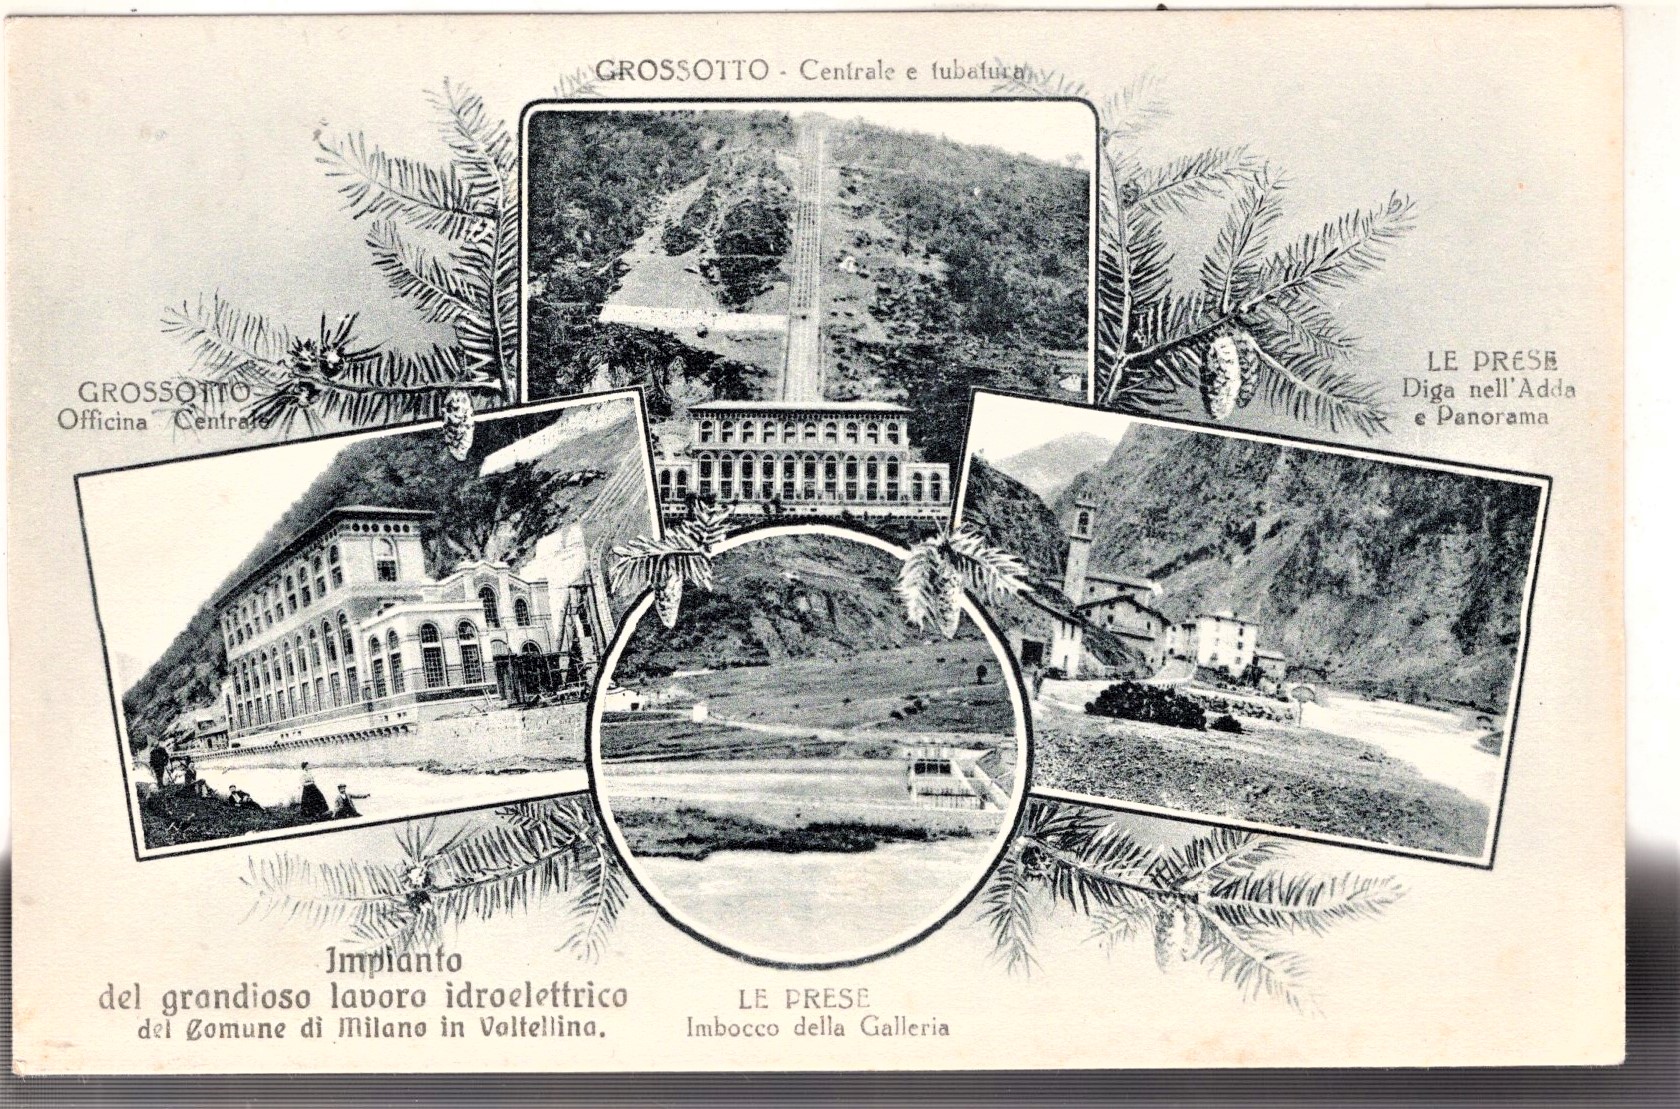 GROSSOTTO - Centrale e tubatura
GROSSOTTO
Officina Centrale
LE PRESE
Diga nell'Adda
e Panorama
Impianto
del grandioso lavoro idroelettrico
del Comune di Milano in Valtellina.
LE PRESE
Imbocco della Galleria